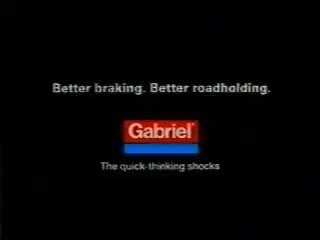 Better braking. Better roadholding.
Gabriel®
The quick-thinking shocks